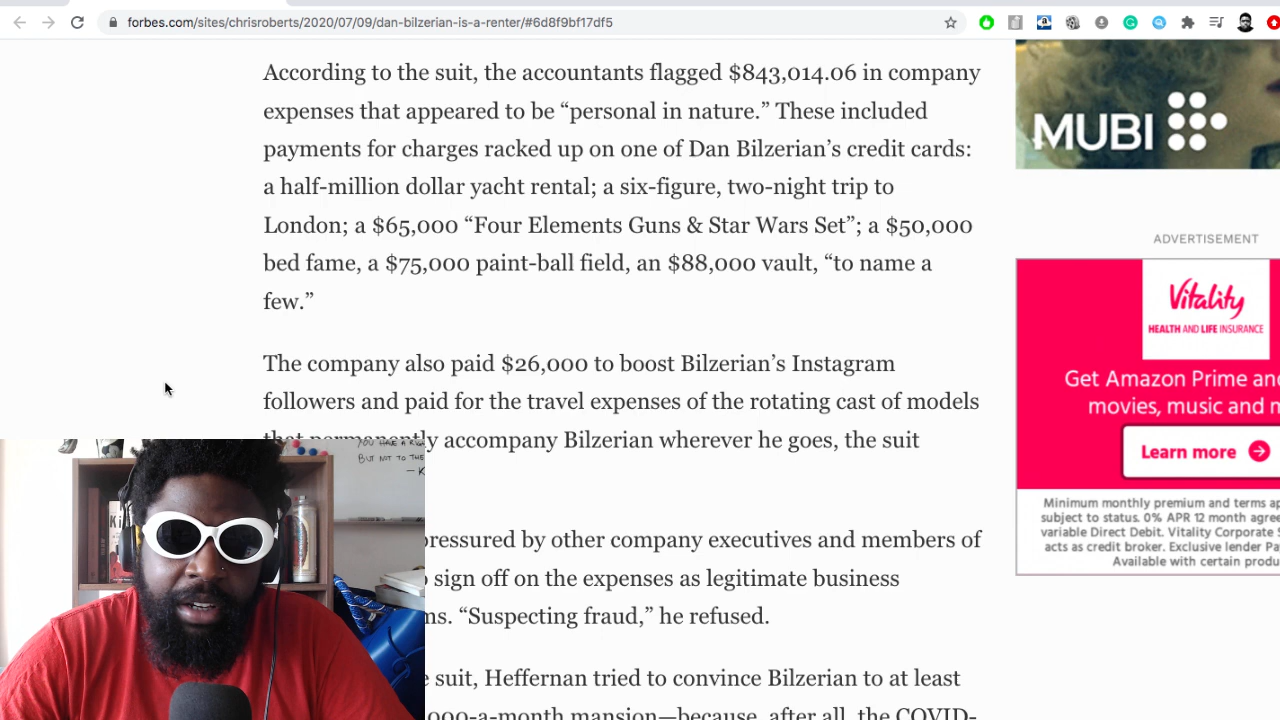 forbes.com/sites/chrisroberts/2020/07/09/dan-bilzerian-is-a-renter/#6d8f9bf17df5
According to the suit, the accountants flagged $843,014.06 in company
expenses that appeared to be “personal in nature.” These included
payments for charges racked up on one of Dan Bilzerian’s credit cards:
a half-million dollar yacht rental; a six-figure, two-night trip to
London; a $65,000 “Four Elements Guns & Star Wars Set”; a $50,000
bed fame, a $75,000 paint-ball field, an $88,000 vault, “to name a
few.”
The company also paid $26,000 to boost Bilzerian’s Instagram
followers and paid for the travel expenses of the rotating cast of models
that permanently accompany Bilzerian wherever he goes, the suit
pressured by other company executives and members of
sign off on the expenses as legitimate business
“Suspecting fraud,” he refused.
suit, Heffernan tried to convince Bilzerian to at least
000-a-month mansion—because, after all, the COVID-
MUBI
ADVERTISEMENT
Vitality
HEALTH AND LIFE INSURANCE
Get Amazon Prime and
movies, music and m
Learn more
Minimum monthly premium and terms ap
subject to status. 0% APR 12 month agree
variable Direct Debit. Vitality Corporate S
acts as credit broker. Exclusive lender Pa
Available with certain produ
BUT NOT TO THE